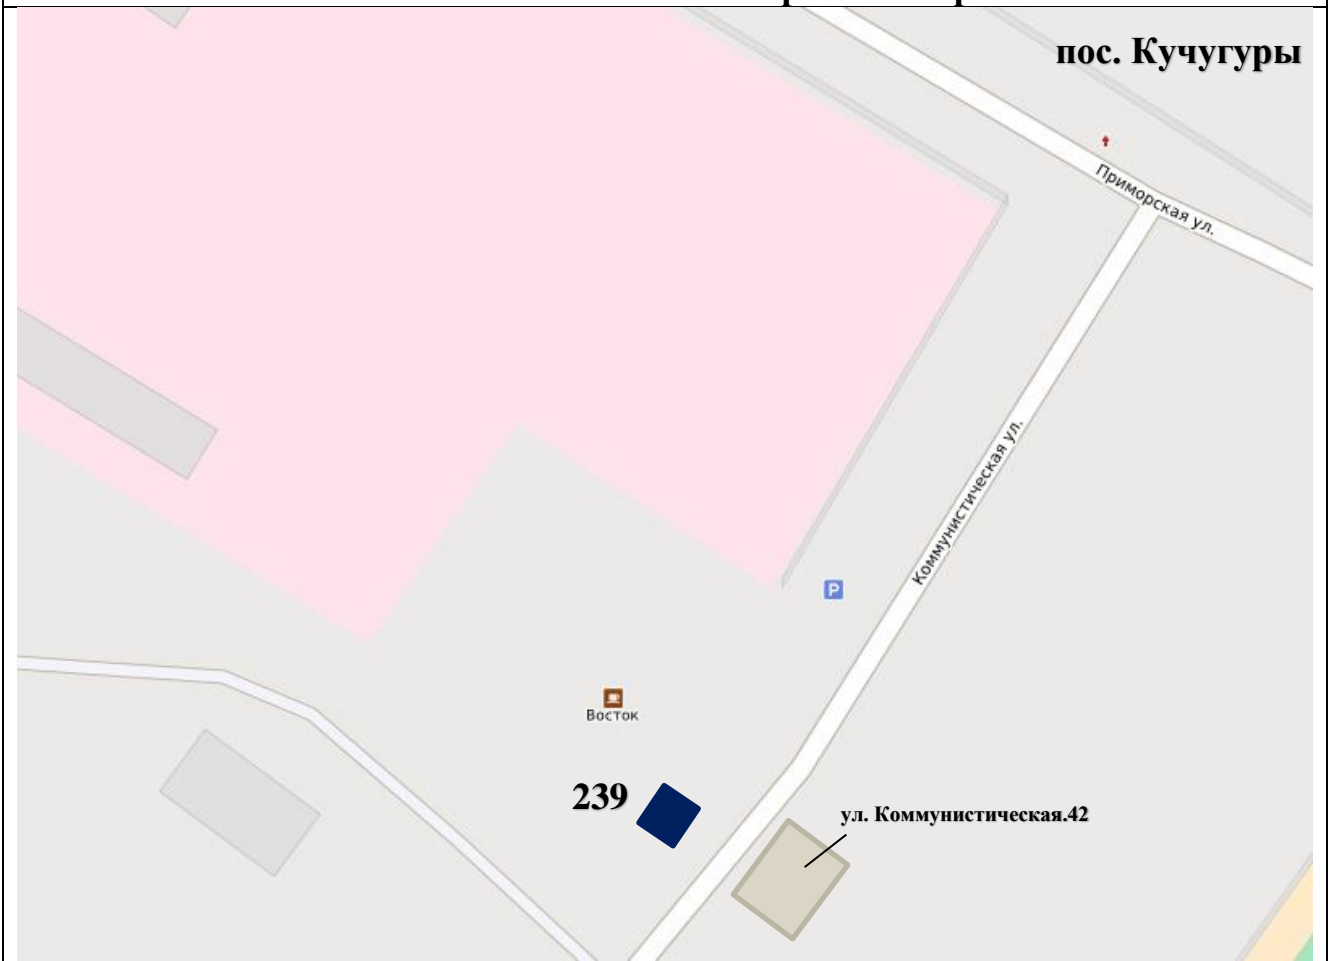 пос. Кучугуры
Приморская ул.
Коммунистическая ул.
P
Восток
239
ул. Коммунистическая.42